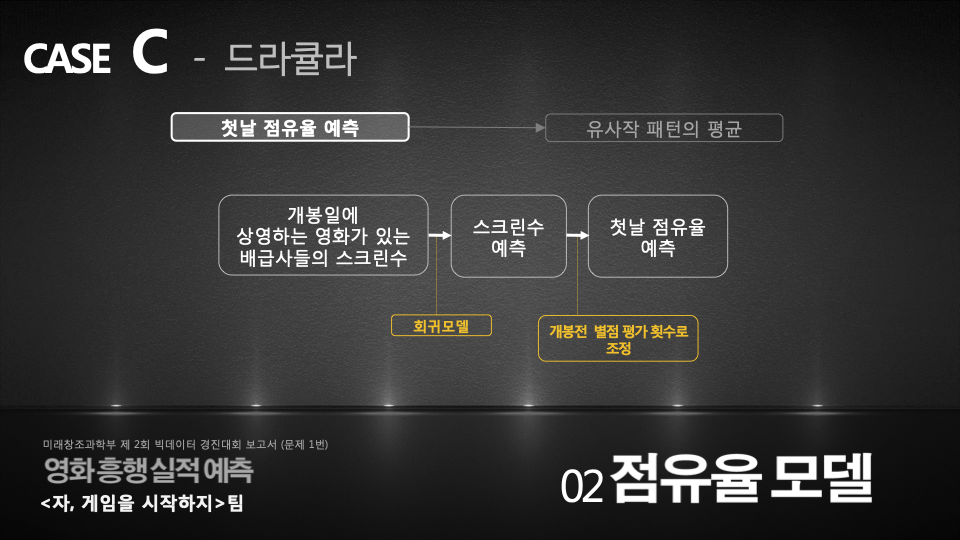 CASE C - 드라큘라
첫날 점유율 예측
유사작 패턴의 평균
개봉일에
상영하는 영화가 있는
배급사들의 스크린수
스크린수
예측
첫날 점유율
예측
회귀모델
개봉전 별점 평가 횟수로
조정
미래창조과학부 제 2회 빅데이터 경진대회 보고서 (문제 1번)
영화 흥행 실적 예측
<자, 게임을 시작하지>팀
02 점유율 모델